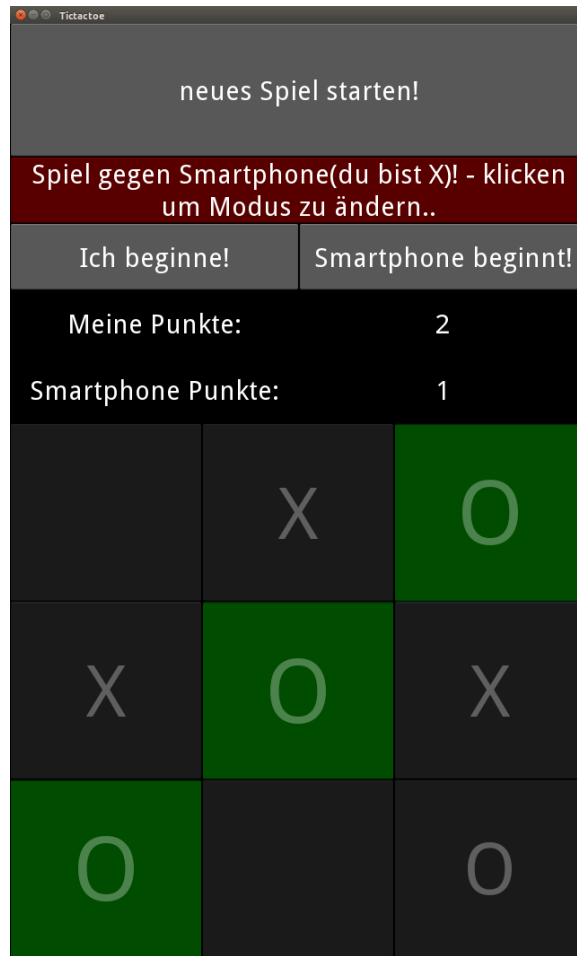 Tictactoe
neues Spiel starten!
Spiel gegen Smartphone(du bist X)! - klicken
um Modus zu ändern..
Ich beginne! Smartphone beginnt!
Meine Punkte: 2
Smartphone Punkte: 1
X O
X O X
O O